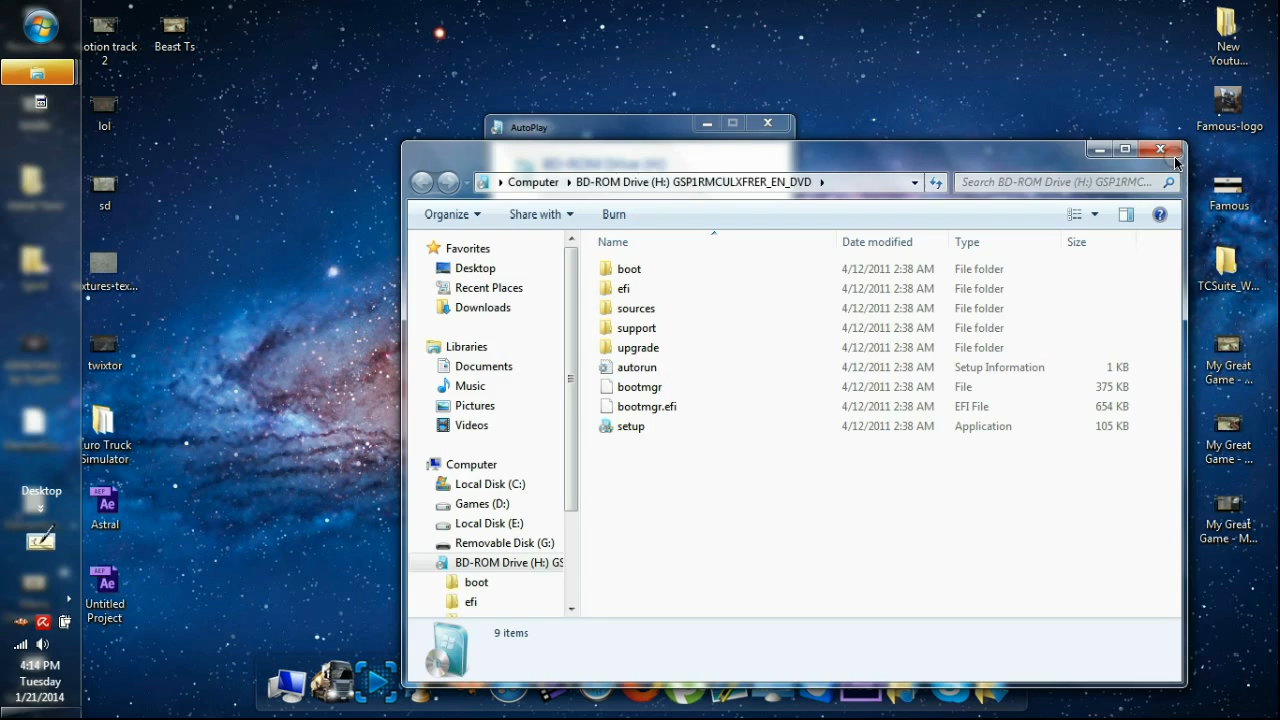 otion track
2
Beast Ts
lol
sd
xtures-tex...
twixtor
Euro Truck
Simulator
Astral
Untitled
Project
Desktop
4:14 PM
Tuesday
1/21/2014
AutoPlay
Computer
BD-ROM Drive (H:) GSP1RMCULXFRER_EN_DVD
Search BD-ROM Drive (H:) GSP1RMC...
Organize
Share with
Burn
Name
Date modified
Type
Size
boot 4/12/2011 2:38 AM File folder
efi 4/12/2011 2:38 AM File folder
sources 4/12/2011 2:38 AM File folder
support 4/12/2011 2:38 AM File folder
upgrade 4/12/2011 2:38 AM File folder
autorun 4/12/2011 2:38 AM Setup Information 1 KB
bootmgr 4/12/2011 2:38 AM File 375 KB
bootmgr.efi 4/12/2011 2:38 AM EFI File 654 KB
setup 4/12/2011 2:38 AM Application 105 KB
Favorites
Desktop
Recent Places
Downloads
Libraries
Documents
Music
Pictures
Videos
Computer
Local Disk (C:)
Games (D:)
Local Disk (E:)
Removable Disk (G:)
BD-ROM Drive (H:) GS
boot
efi
9 items
New
Youtu...
Famous-logo
Famous
TCSuite_W...
My Great
Game - ...
My Great
Game - ...
My Great
Game - M...